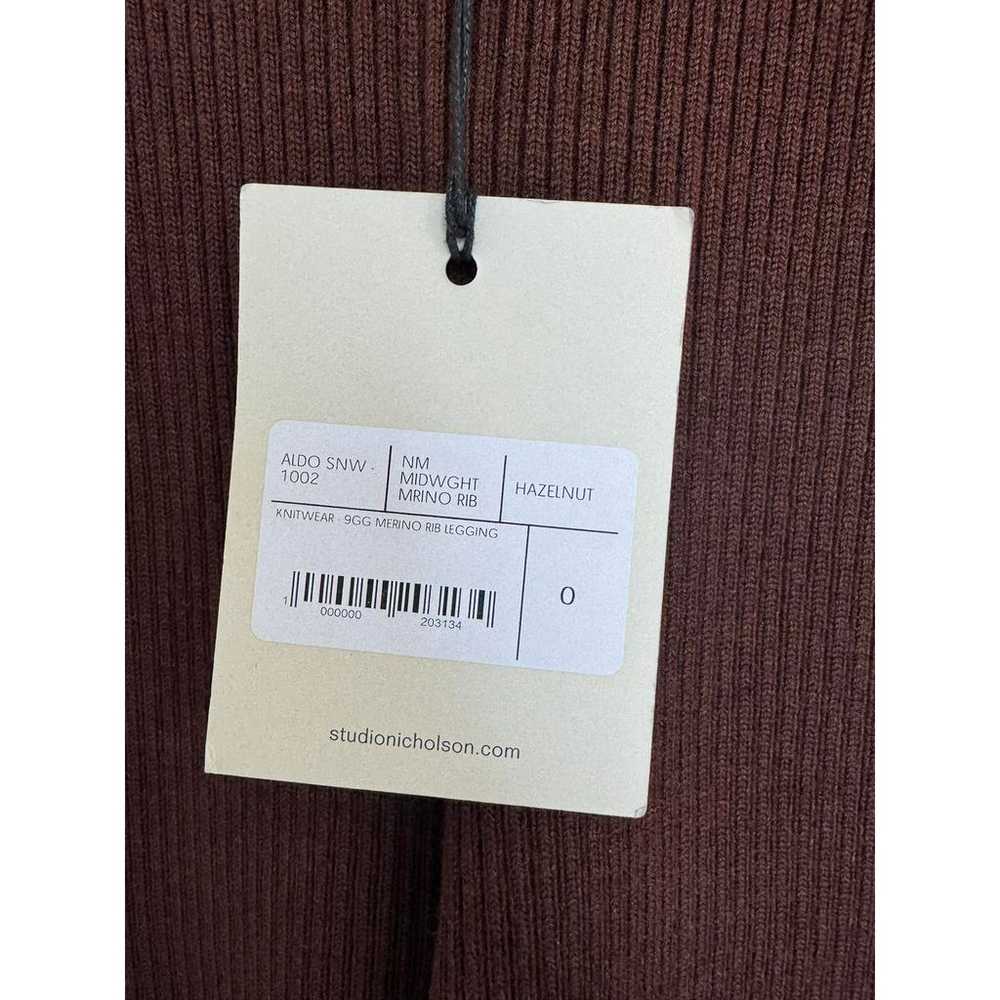 ALDO SNW -
1002
NM
MIDWGHT
MRINO RIB
HAZELNUT
KNITWEAR - 9GG MERINO RIB LEGGING
0
1 000000 203134
studionicholson.com